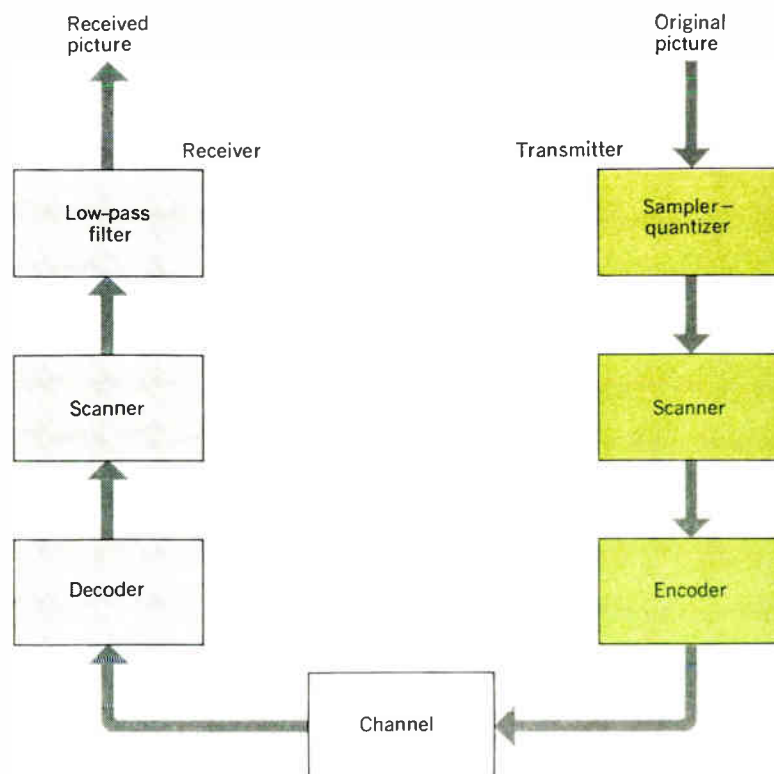 Received
picture
Original
picture
Receiver
Transmitter
Low-pass
filter
Sampler–
quantizer
Scanner
Scanner
Decoder
Encoder
Channel